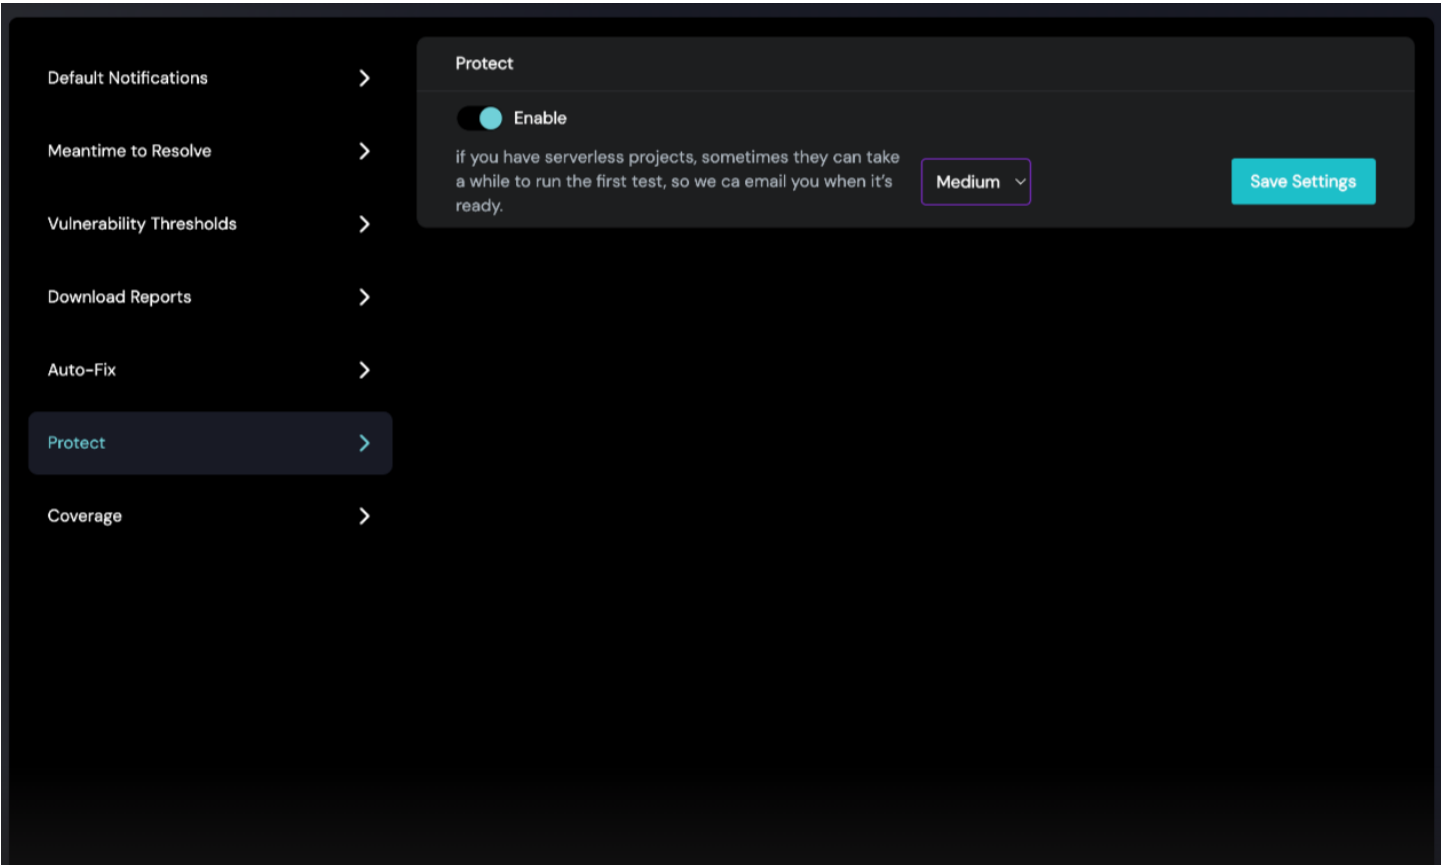 Default Notifications
Meantime to Resolve
Vulnerability Thresholds
Download Reports
Auto-Fix
Protect
Coverage
Protect
Enable
if you have serverless projects, sometimes they can take
a while to run the first test, so we ca email you when it's
ready.
Medium
Save Settings